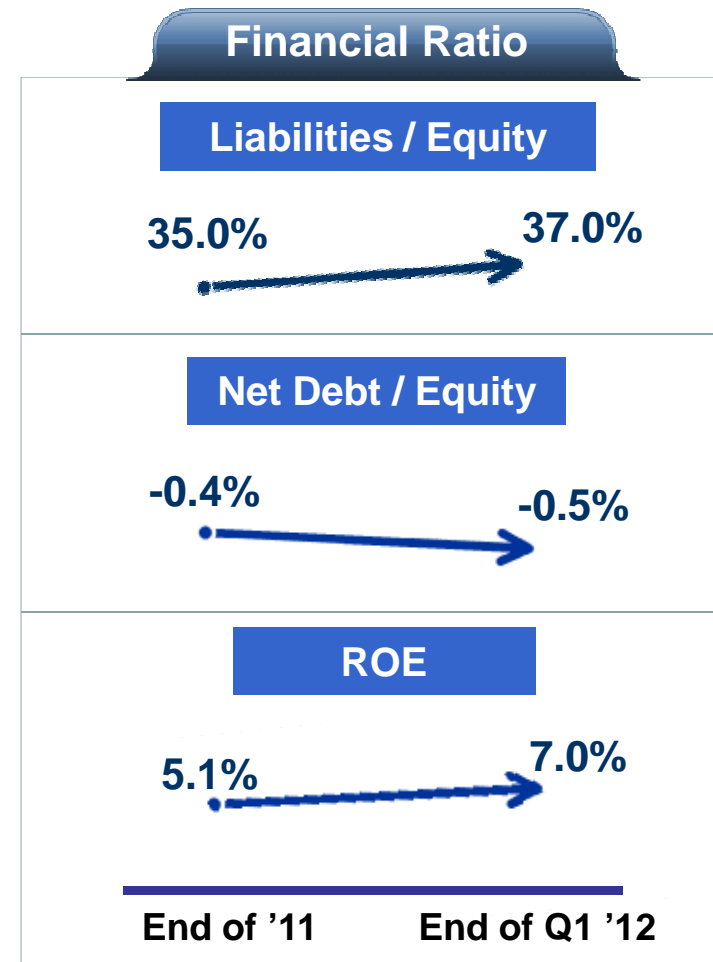 Financial Ratio
Liabilities / Equity
35.0%
37.0%
Net Debt / Equity
-0.4%
-0.5%
ROE
5.1%
7.0%
End of ’11
End of Q1 ’12